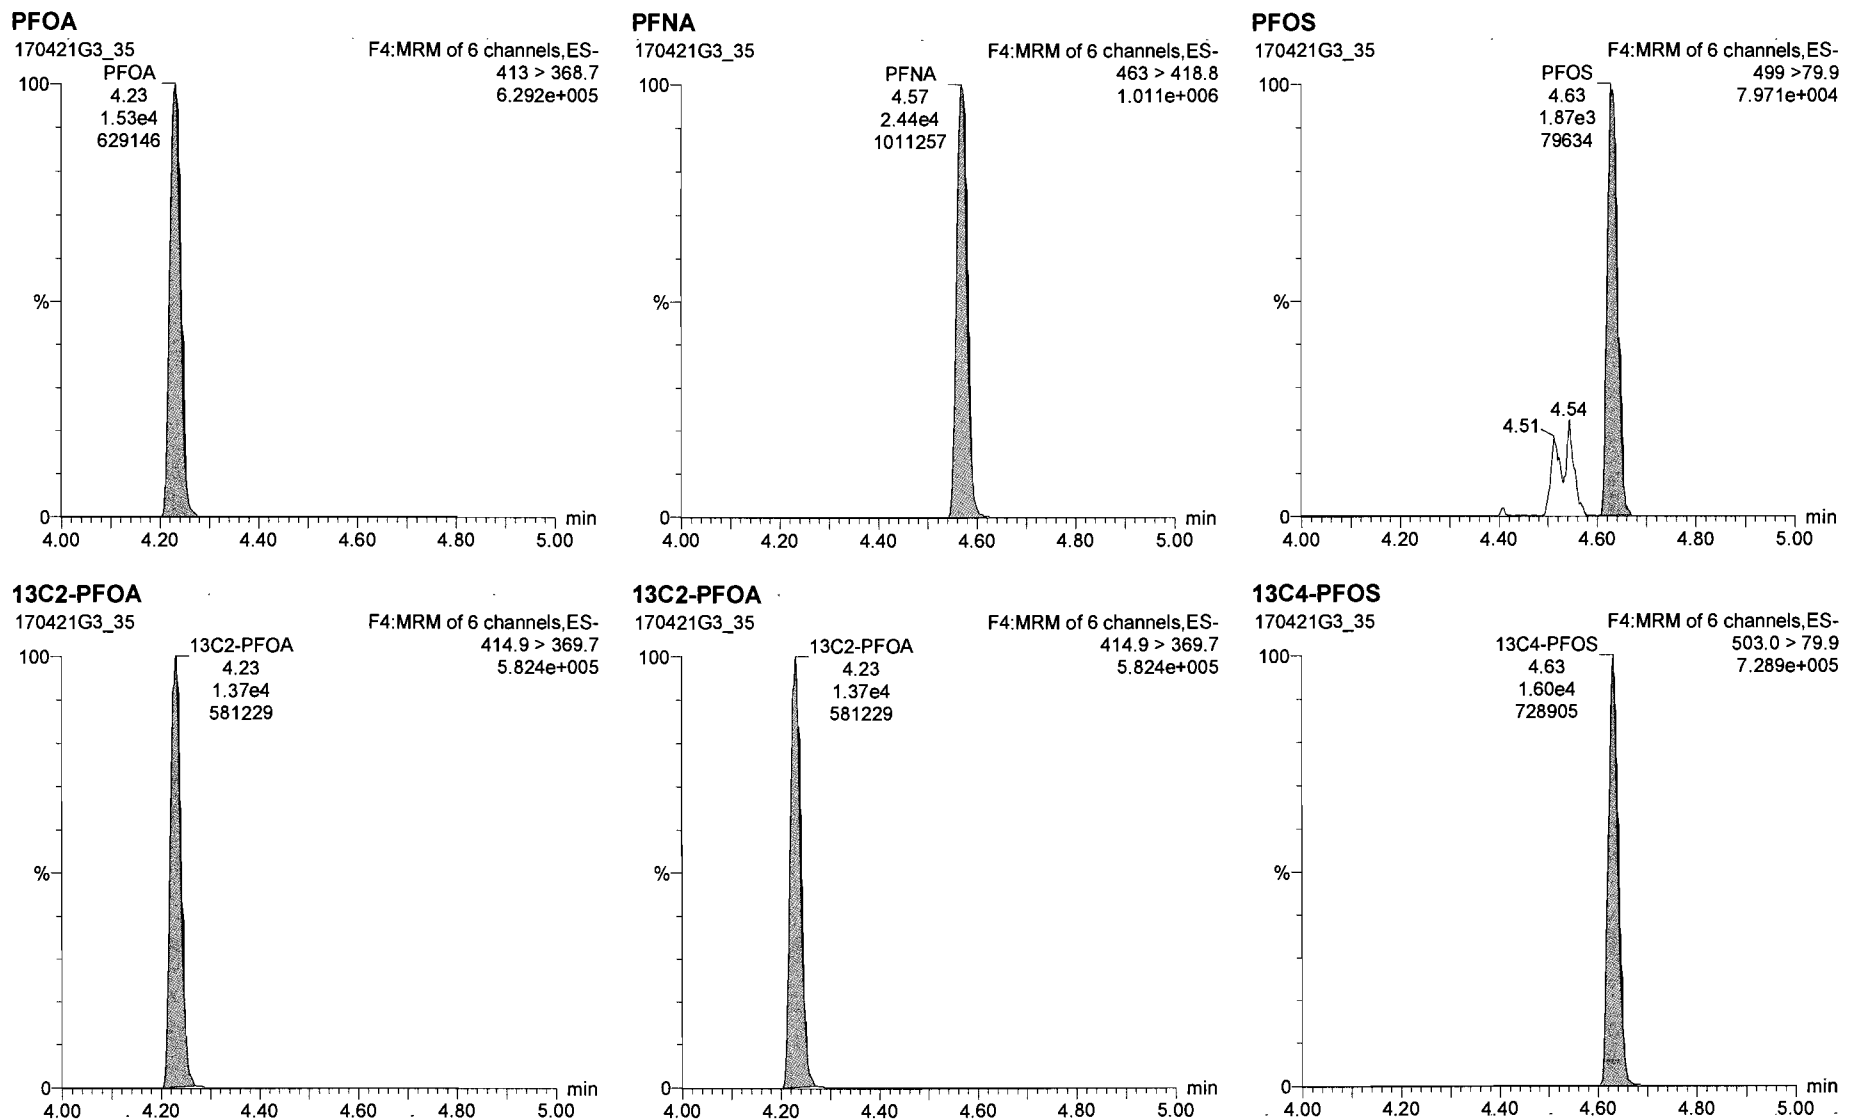 PFOA
170421G3_35
F4:MRM of 6 channels,ES-
413 > 368.7
6.292e+005
PFOA
4.23
1.53e4
629146
100
%
0
min
4.00 4.20 4.40 4.60 4.80 5.00
PFNA
170421G3_35
F4:MRM of 6 channels,ES-
463 > 418.8
1.011e+006
PFNA
4.57
2.44e4
1011257
100
%
0
min
4.00 4.20 4.40 4.60 4.80 5.00
PFOS
170421G3_35
F4:MRM of 6 channels,ES-
499 >79.9
7.971e+004
PFOS
4.63
1.87e3
79634
100
%
4.51
4.54
0
min
4.00 4.20 4.40 4.60 4.80 5.00
13C2-PFOA
170421G3_35
F4:MRM of 6 channels,ES-
414.9 > 369.7
5.824e+005
13C2-PFOA
4.23
1.37e4
581229
100
%
0
min
4.00 4.20 4.40 4.60 4.80 5.00
13C2-PFOA
170421G3_35
F4:MRM of 6 channels,ES-
414.9 > 369.7
5.824e+005
13C2-PFOA
4.23
1.37e4
581229
100
%
0
min
4.00 4.20 4.40 4.60 4.80 5.00
13C4-PFOS
170421G3_35
F4:MRM of 6 channels,ES-
503.0 > 79.9
7.289e+005
13C4-PFOS
4.63
1.60e4
728905
100
%
0
min
4.00 4.20 4.40 4.60 4.80 5.00